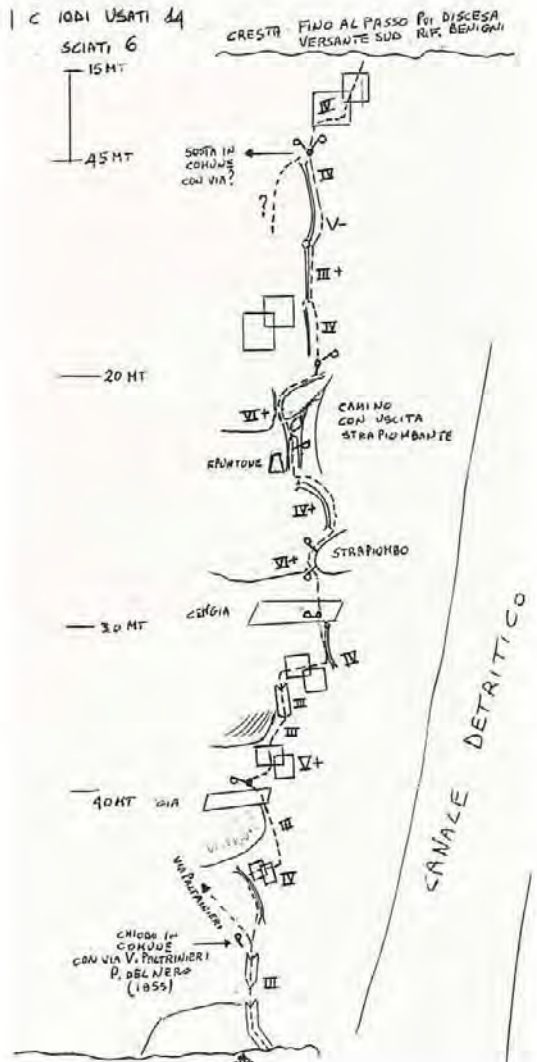 C IODI USATI 14
SCIATI 6
15 MT
CRESTA FINO AL PASSO POI DISCESA
VERSANTE SUD RIF. BENIGNI
IV
45 MT
SOSTA IN
COMUNE
CON VIA?
IV
?
V-
III+
IV
20 MT
VI+
CAMINO
CON USCITA
STRAPIOMBANTE
SPUNTONE
IV+
VI+
STRAPIOMBO
CENGIA
30 MT
IV
III
III
V+
40 MT
GIA
III
IV
VIA PALTRINIERI
CHIODO IN
COMUNE
CON VIA V. PALTRINIERI
P. DEL NERO
(1955)
III
CANALE DETRITICO